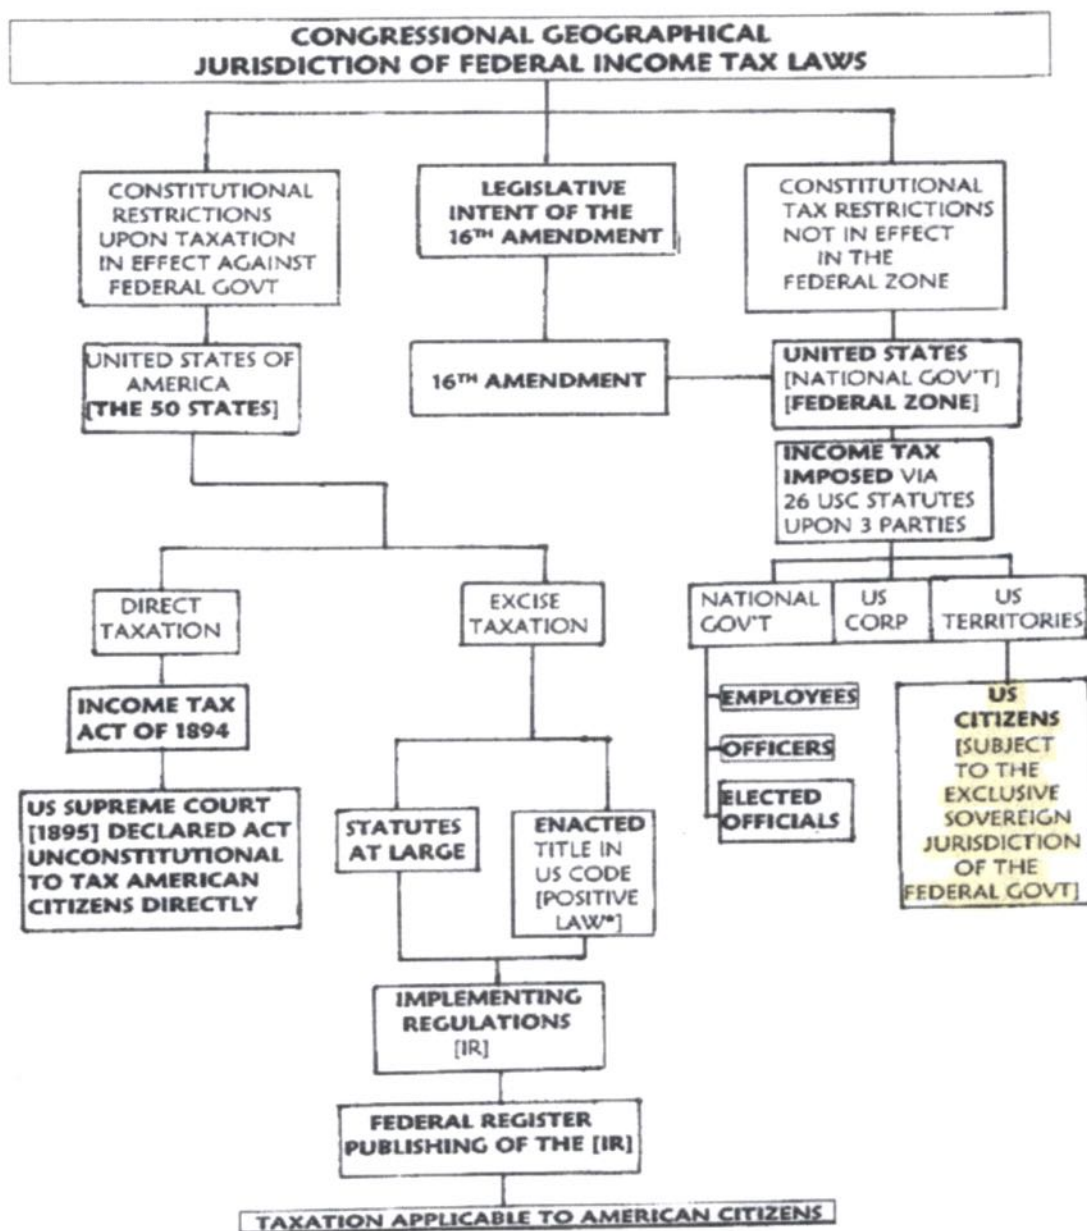 CONGRESSIONAL GEOGRAPHICAL
JURISDICTION OF FEDERAL INCOME TAX LAWS
CONSTITUTIONAL
RESTRICTIONS
UPON TAXATION
IN EFFECT AGAINST
FEDERAL GOVT
LEGISLATIVE
INTENT OF THE
16TH AMENDMENT
CONSTITUTIONAL
TAX RESTRICTIONS
NOT IN EFFECT
IN THE
FEDERAL ZONE
UNITED STATES OF
AMERICA
[THE 50 STATES]
16TH AMENDMENT
UNITED STATES
[NATIONAL GOV'T]
[FEDERAL ZONE]
INCOME TAX
IMPOSED VIA
26 USC STATUTES
UPON 3 PARTIES
DIRECT
TAXATION
EXCISE
TAXATION
NATIONAL
GOV'T
US
CORP
US
TERRITORIES
INCOME TAX
ACT OF 1894
EMPLOYEES
OFFICERS
ELECTED
OFFICIALS
US
CITIZENS
[SUBJECT
TO THE
EXCLUSIVE
SOVEREIGN
JURISDICTION
OF THE
FEDERAL GOVT]
US SUPREME COURT
[1895] DECLARED ACT
UNCONSTITUTIONAL
TO TAX AMERICAN
CITIZENS DIRECTLY
STATUTES
AT LARGE
ENACTED
TITLE IN
US CODE
[POSITIVE
LAW*]
IMPLEMENTING
REGULATIONS
[IR]
FEDERAL REGISTER
PUBLISHING OF THE [IR]
TAXATION APPLICABLE TO AMERICAN CITIZENS